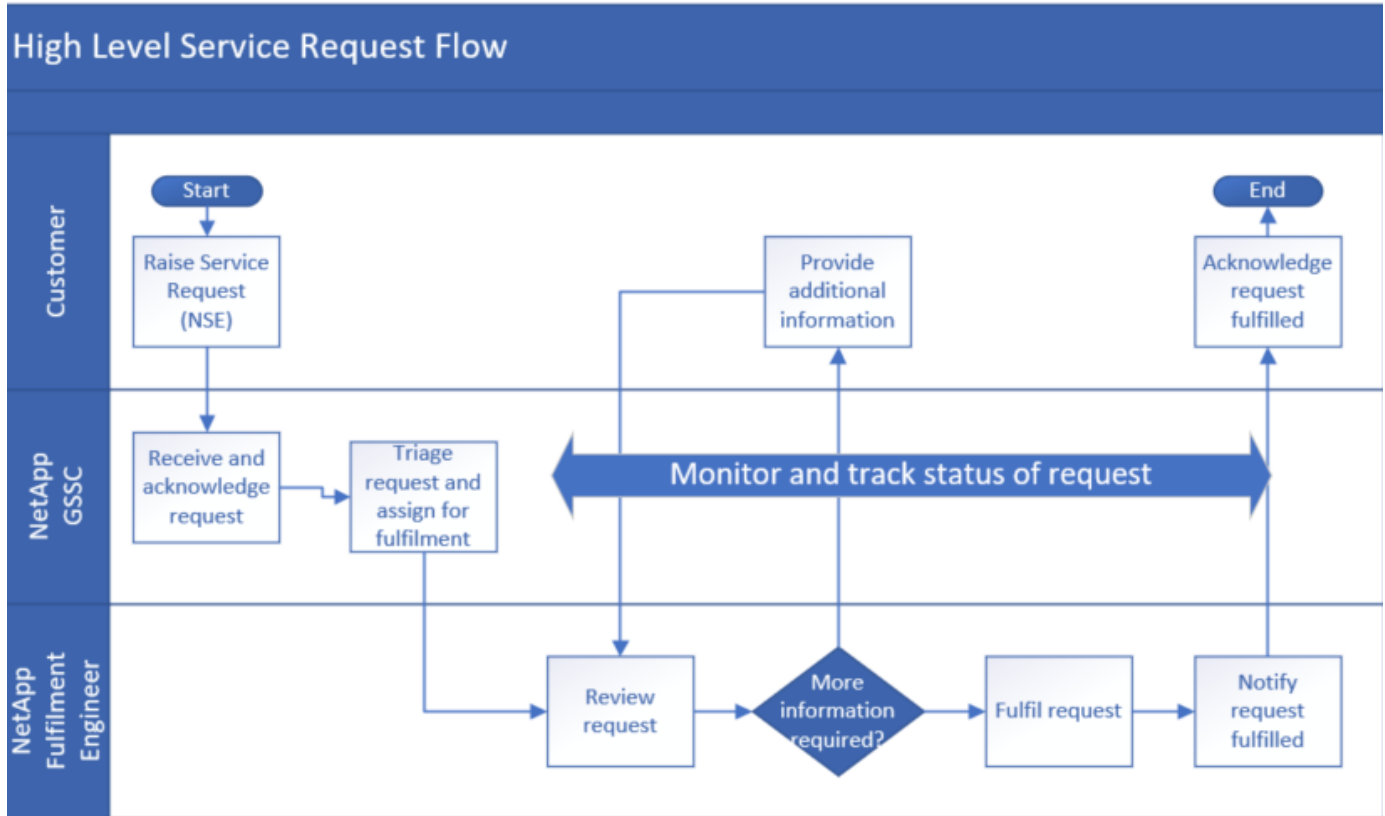 High Level Service Request Flow
Customer
Start
Raise Service
Request
(NSE)
Provide
additional
information
End
Acknowledge
request
fulfilled
NetApp
GSSC
Receive and
acknowledge
request
Triage
request and
assign for
fulfilment
Monitor and track status of request
NetApp
Fulfilment
Engineer
Review
request
More
information
required?
Fulfil request
Notify
request
fulfilled